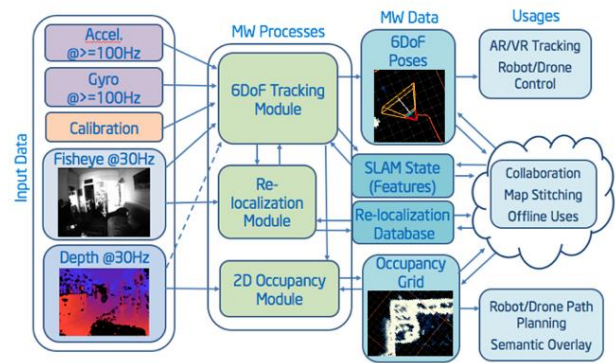 Input Data
Accel.
@>=100Hz
Gyro
@>=100Hz
Calibration
Fisheye @30Hz
Depth @30Hz
MW Processes
6DoF Tracking
Module
Re-
localization
Module
2D Occupancy
Module
MW Data
6DoF
Poses
SLAM State
(Features)
Re-localization
Database
Occupancy
Grid
Usages
AR/VR Tracking
Robot/Drone
Control
Collaboration
Map Stitching
Offline Uses
Robot/Drone Path
Planning
Semantic Overlay